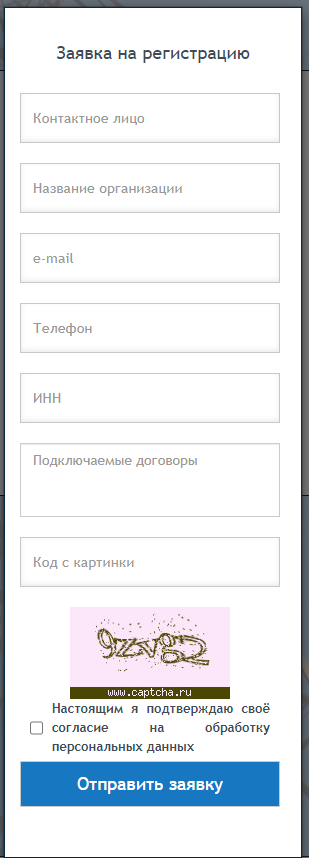 Заявка на регистрацию
Контактное лицо
Название организации
e-mail
Телефон
ИНН
Подключаемые договоры
Код с картинки
www.captcha.ru
Настоящим я подтверждаю своё
согласие на обработку
персональных данных
Отправить заявку